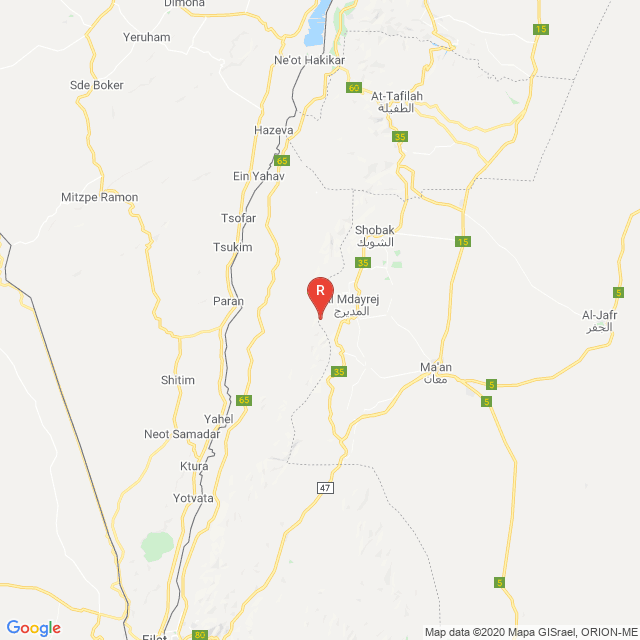 Dimona
Yeruham
15
Ne'ot Hakikar
Sde Boker
60
At-Tafilah
الطفيلة
Hazeva
35
65
Ein Yahav
Mitzpe Ramon
Tsofar
Shobak
الشوبك
Tsukim
15
35
R
5
Paran
Mdayrej
المديرج
Al-Jafr
الجفر
Ma'an
معان
Shitim
35
5
65
5
Yahel
Neot Samadar
Ktura
47
Yotvata
5
Google
80
Eilat
Map data ©2020 Mapa GISrael, ORION-ME